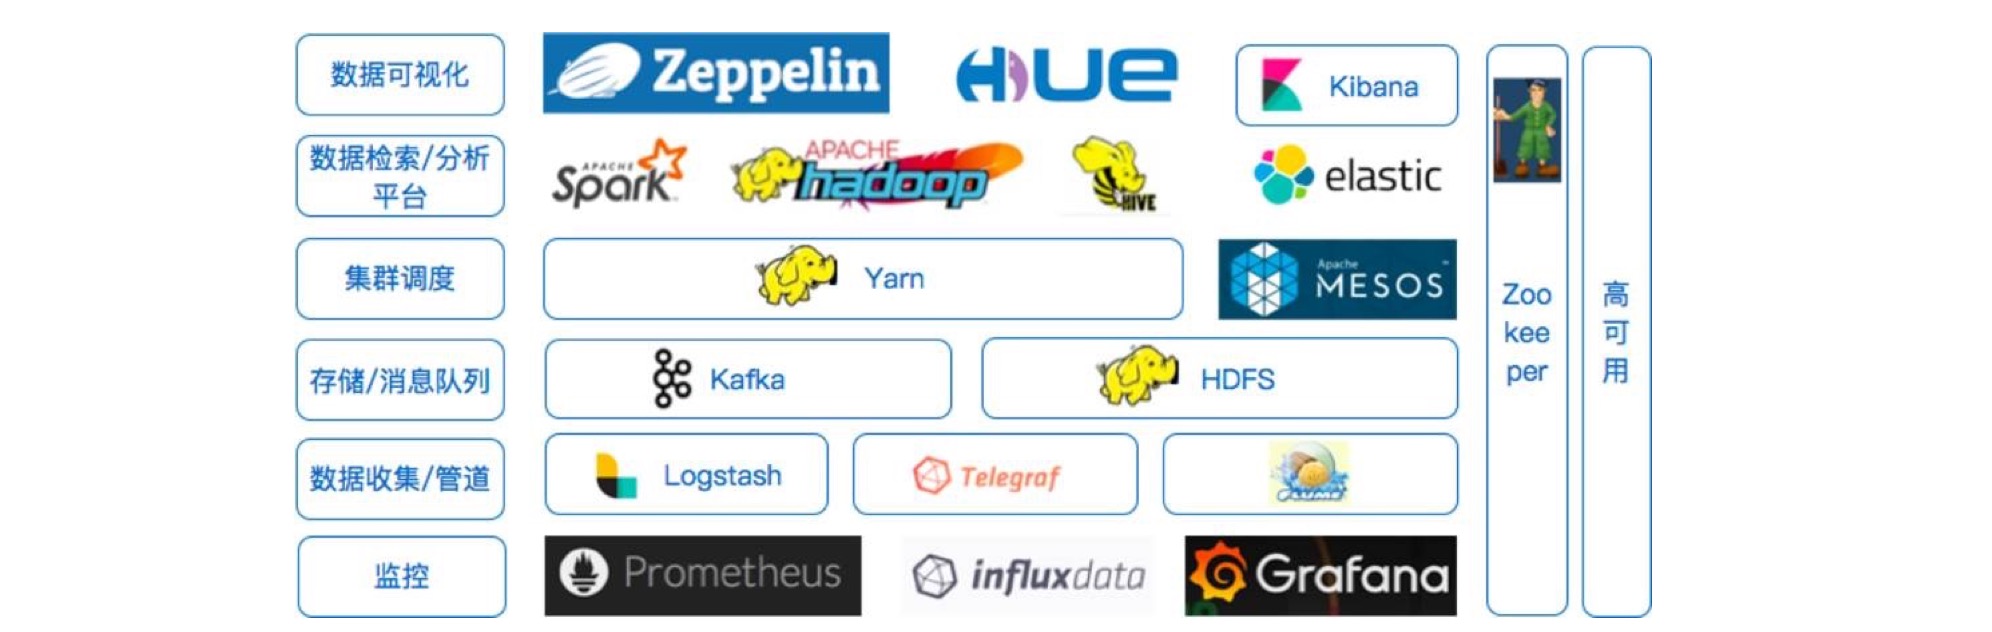 数据可视化
Zeppelin
HUE
Kibana
数据检索/分析
平台
APACHE
Spark
APACHE
hadoop
HIVE
elastic
集群调度
Yarn
Apache
MESOS
存储/消息队列
Kafka
HDFS
数据收集/管道
Logstash
Telegraf
FLUME
监控
Prometheus
influxdata
Grafana
Zoo
kee
per
高
可
用